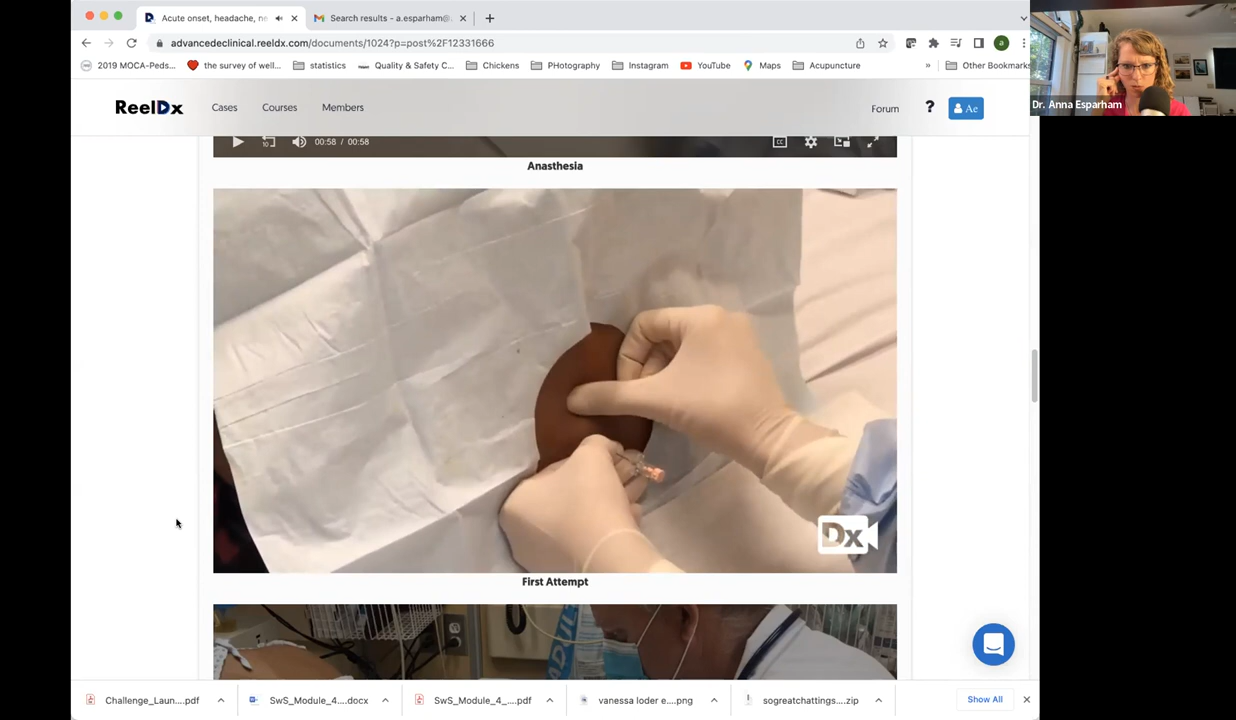 Acute onset, headache, ne
Search results - a.esparham@
advancedeclinical.reeldx.com/documents/1024?p=post%2F12331666
a
2019 MOCA-Peds...
the survey of well...
statistics
Quality & Safety C...
Chickens
PHotography
Instagram
YouTube
Maps
Acupuncture
»
Other Bookmarks
Dr. Anna Esparham
ReelDx
Cases
Courses
Members
Forum
?
Ae
10
00:58 / 00:58
CC
Anasthesia
Dx
First Attempt
Challenge_Laun....pdf
SwS_Module_4....docx
SwS_Module_4_....pdf
vanessa loder e....png
sogreatchattings....zip
Show All